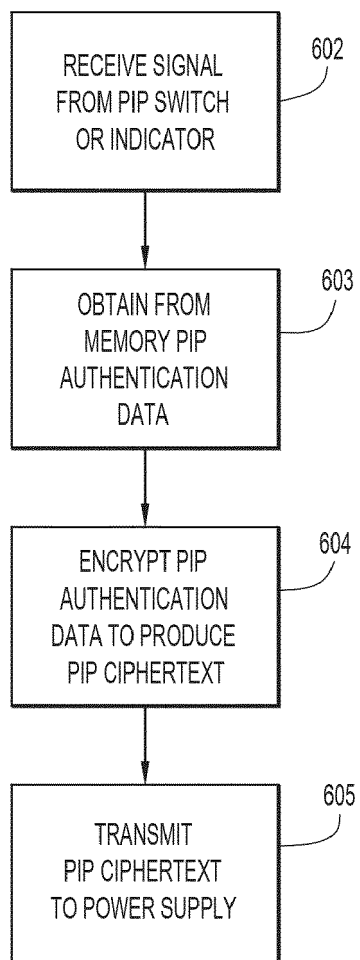 RECEIVE SIGNAL
FROM PIP SWITCH
OR INDICATOR
602
OBTAIN FROM
MEMORY PIP
AUTHENTICATION
DATA
603
ENCRYPT PIP
AUTHENTICATION
DATA TO PRODUCE
PIP CIPHERTEXT
604
TRANSMIT
PIP CIPHERTEXT
TO POWER SUPPLY
605